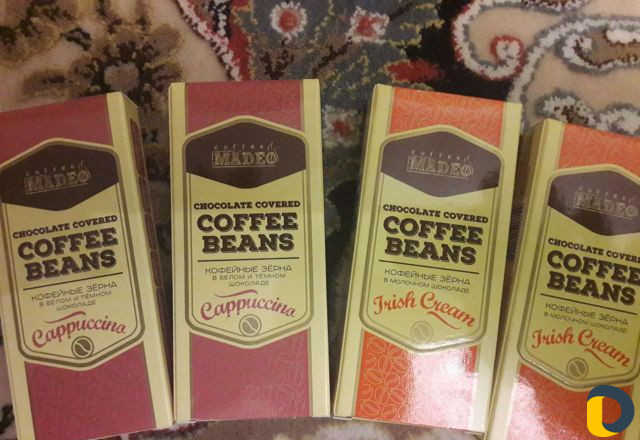 coffee
MADEO
CHOCOLATE COVERED
COFFEE
BEANS
КОФЕЙНЫЕ ЗЁРНА
В БЕЛОМ И ТЁМНОМ
ШОКОЛАДЕ
Cappuccino
coffee
MADEO
CHOCOLATE COVERED
COFFEE
BEANS
КОФЕЙНЫЕ ЗЁРНА
В БЕЛОМ И ТЁМНОМ
ШОКОЛАДЕ
Cappuccino
coffee
MADEO
CHOCOLATE COVERED
COFFEE
BEANS
КОФЕЙНЫЕ ЗЁРНА
В МОЛОЧНОМ ШОКОЛАДЕ
Irish Cream
coffee
MADEO
CHOCOLATE COVERED
COFFEE
BEANS
КОФЕЙНЫЕ ЗЁРНА
В МОЛОЧНОМ ШОКОЛАДЕ
Irish Cream